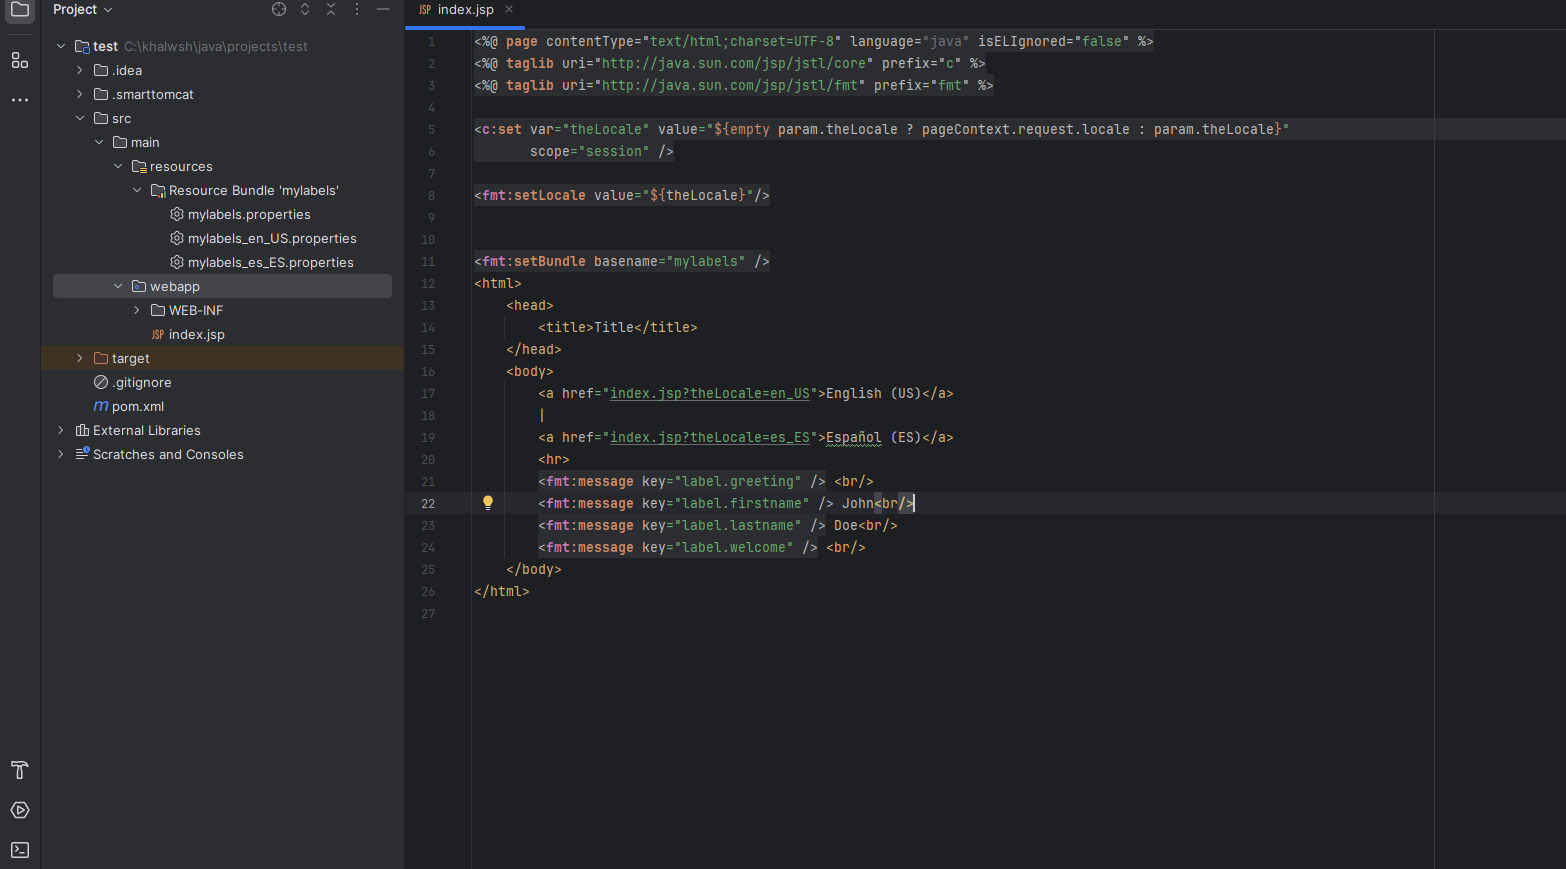 Project
test C:\khalwsh\java\projects\test
.idea
.smarttomcat
src
main
resources
Resource Bundle 'mylabels'
mylabels.properties
mylabels_en_US.properties
mylabels_es_ES.properties
webapp
WEB-INF
JSP index.jsp
target
.gitignore
m pom.xml
External Libraries
Scratches and Consoles
JSP index.jsp
1 <%@ page contentType="text/html;charset=UTF-8" language="java" isELIgnored="false" %>
2 <%@ taglib uri="http://java.sun.com/jsp/jstl/core" prefix="c" %>
3 <%@ taglib uri="http://java.sun.com/jsp/jstl/fmt" prefix="fmt" %>
4
5 <c:set var="theLocale" value="${empty param.theLocale ? pageContext.request.locale : param.theLocale}"
6        scope="session" />
7
8 <fmt:setLocale value="${theLocale}"/>
9
10
11 <fmt:setBundle basename="mylabels" />
12 <html>
13     <head>
14         <title>Title</title>
15     </head>
16     <body>
17         <a href="index.jsp?theLocale=en_US">English (US)</a>
18         |
19         <a href="index.jsp?theLocale=es_ES">Español (ES)</a>
20         <hr>
21         <fmt:message key="label.greeting" /> <br/>
22         <fmt:message key="label.firstname" /> John<br/>
23         <fmt:message key="label.lastname" /> Doe<br/>
24         <fmt:message key="label.welcome" /> <br/>
25     </body>
26 </html>
27